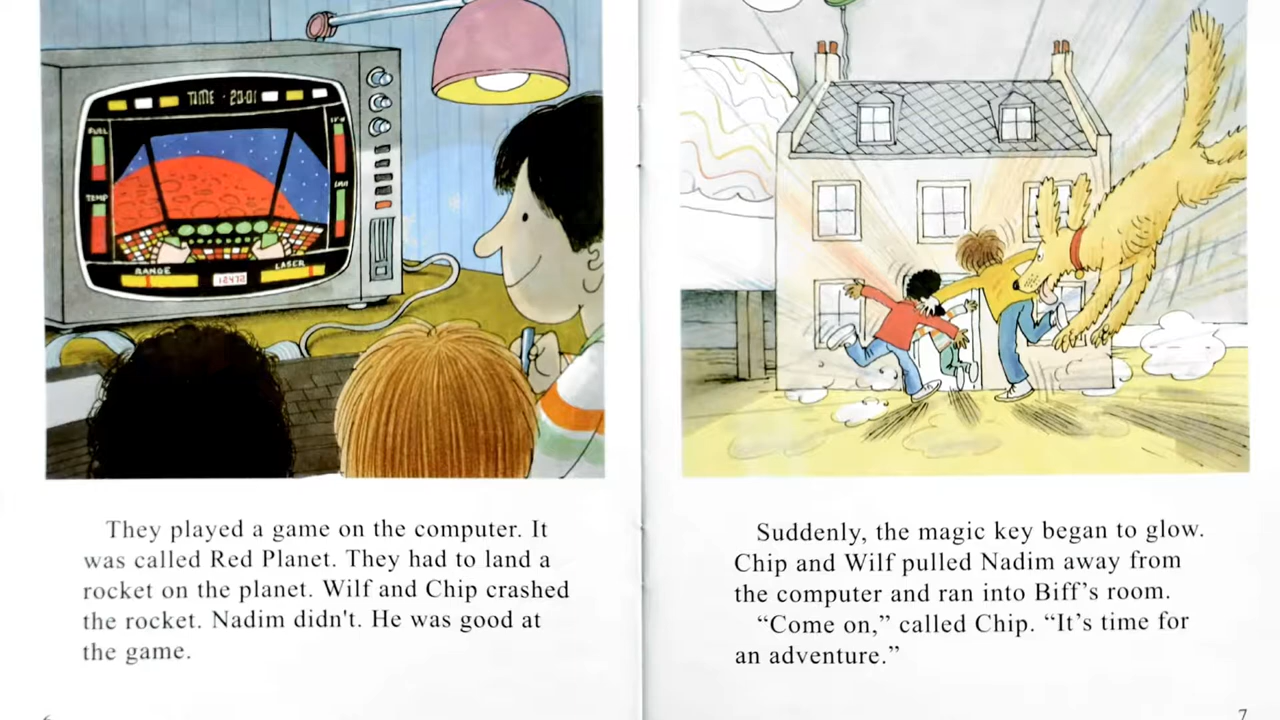 TIME · 20:01
FUEL
TEMP
RANGE
LASER
12472
They played a game on the computer. It
was called Red Planet. They had to land a
rocket on the planet. Wilf and Chip crashed
the rocket. Nadim didn't. He was good at
the game.
Suddenly, the magic key began to glow.
Chip and Wilf pulled Nadim away from
the computer and ran into Biff’s room.
“Come on,” called Chip. “It’s time for
an adventure.”
7